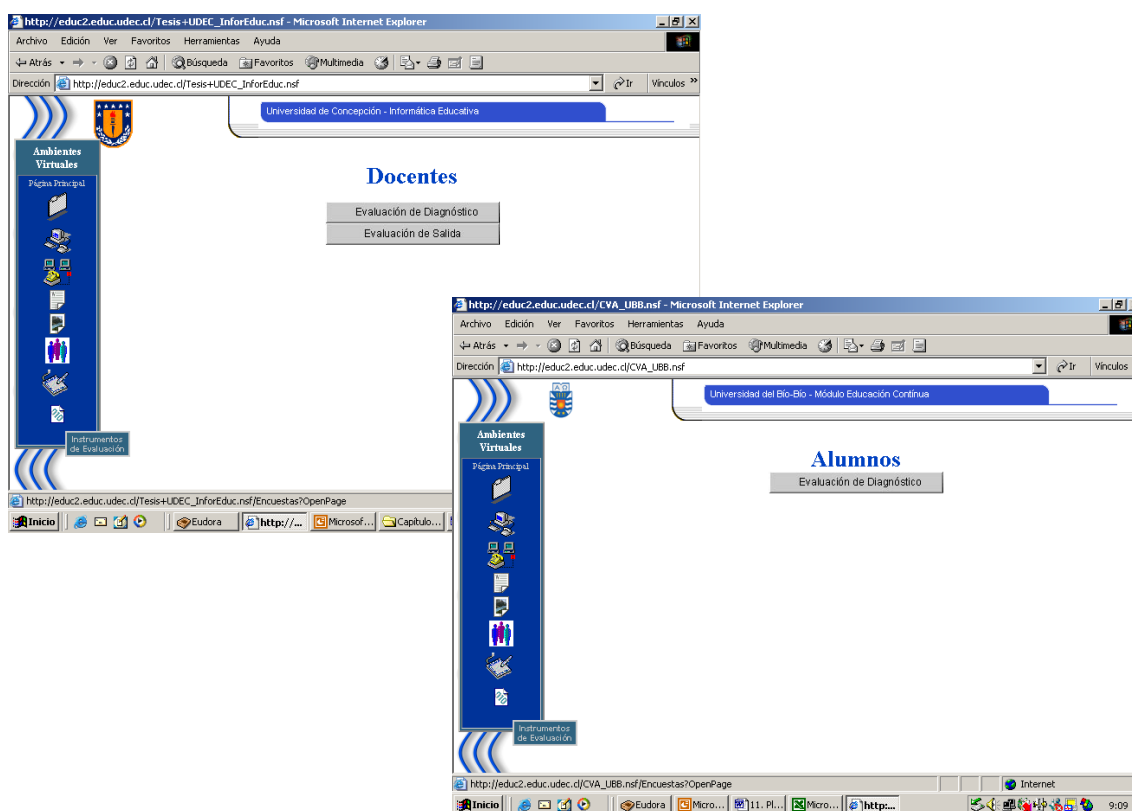 http://educ2.educ.udec.cl/Tesis+UDEC_InforEduc.nsf - Microsoft Internet Explorer
Archivo Edición Ver Favoritos Herramientas Ayuda
Atrás Búsqueda Favoritos Multimedia
Dirección http://educ2.educ.udec.cl/Tesis+UDEC_InforEduc.nsf Ir Vínculos »
Universidad de Concepción - Informática Educativa
Ambientes
Virtuales
Página Principal
Docentes
Evaluación de Diagnóstico
Evaluación de Salida
Instrumentos
de Evaluación
http://educ2.educ.udec.cl/Tesis+UDEC_InforEduc.nsf/Encuestas?OpenPage
Inicio Eudora http://... Microsof... Capítulo...
http://educ2.educ.udec.cl/CVA_UBB.nsf - Microsoft Internet Explorer
Archivo Edición Ver Favoritos Herramientas Ayuda
Atrás Búsqueda Favoritos Multimedia
Dirección http://educ2.educ.udec.cl/CVA_UBB.nsf Ir Vínculos
Universidad del Bío-Bío - Módulo Educación Contínua
Ambientes
Virtuales
Página Principal
Alumnos
Evaluación de Diagnóstico
Instrumentos
de Evaluación
http://educ2.educ.udec.cl/CVA_UBB.nsf/Encuestas?OpenPage Internet
Inicio Eudora Micro... 11. Pl... Micro... http:... 9:09